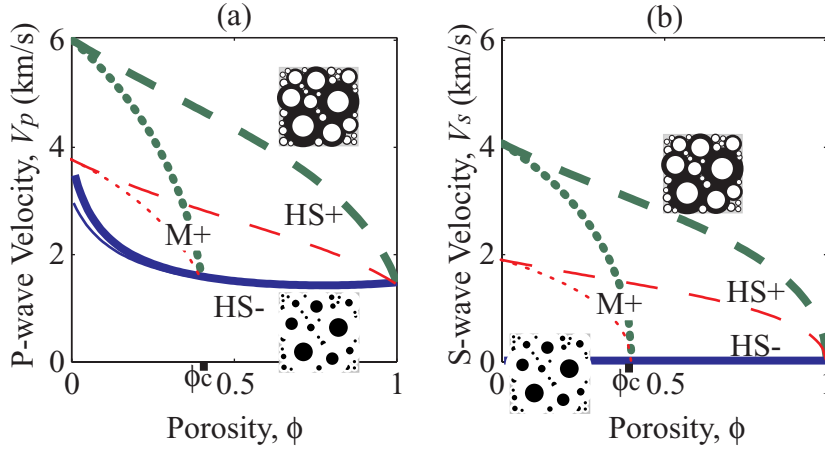 (a)
P-wave Velocity, Vp (km/s)
6
4
2
0
0
ϕc
0.5
1
Porosity, ϕ
M+
HS+
HS-
(b)
S-wave Velocity, Vs (km/s)
6
4
2
0
0
ϕc
0.5
1
Porosity, ϕ
M+
HS+
HS-